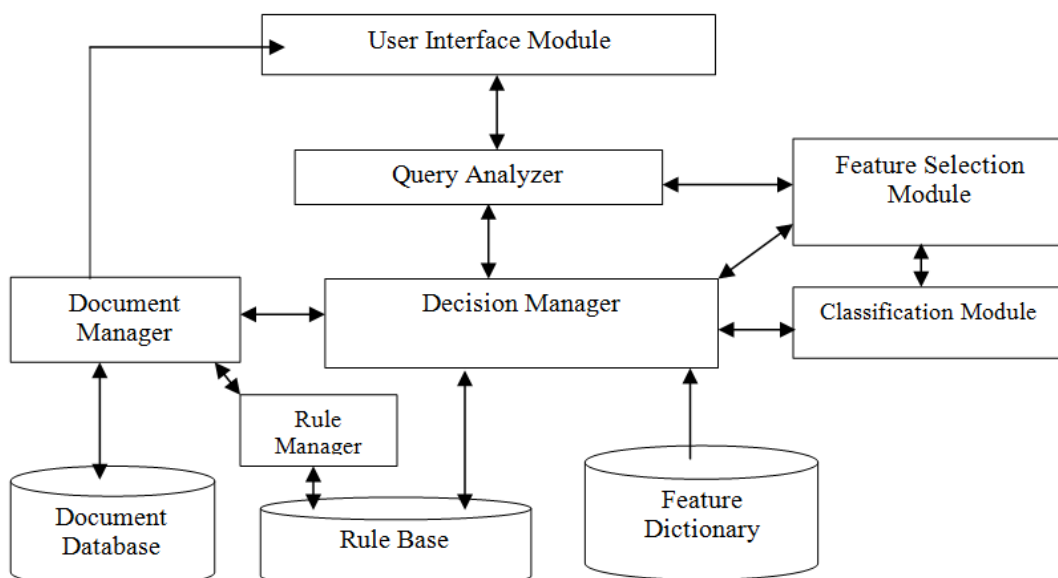 User Interface Module
Query Analyzer
Feature Selection
Module
Document
Manager
Decision Manager
Classification Module
Rule
Manager
Document
Database
Rule Base
Feature
Dictionary